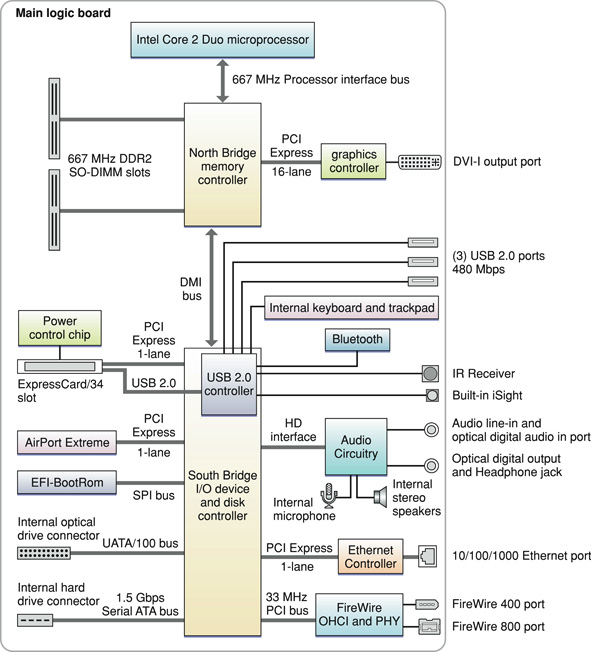 Main logic board
Intel Core 2 Duo microprocessor
667 MHz Processor interface bus
667 MHz DDR2
SO-DIMM slots
North Bridge
memory
controller
PCI
Express
16-lane
graphics
controller
DVI-I output port
DMI
bus
(3) USB 2.0 ports
480 Mbps
Internal keyboard and trackpad
Bluetooth
Power
control chip
PCI
Express
1-lane
USB 2.0
ExpressCard/34
slot
USB 2.0
controller
IR Receiver
Built-in iSight
AirPort Extreme
PCI
Express
1-lane
HD
interface
Audio
Circuitry
Audio line-in and
optical digital audio in port
Optical digital output
and Headphone jack
Internal
microphone
Internal
stereo
speakers
EFI-BootRom
SPI bus
South Bridge
I/O device
and disk
controller
Internal optical
drive connector
UATA/100 bus
PCI Express
1-lane
Ethernet
Controller
10/100/1000 Ethernet port
Internal hard
drive connector
1.5 Gbps
Serial ATA bus
33 MHz
PCI bus
FireWire
OHCI and PHY
FireWire 400 port
FireWire 800 port